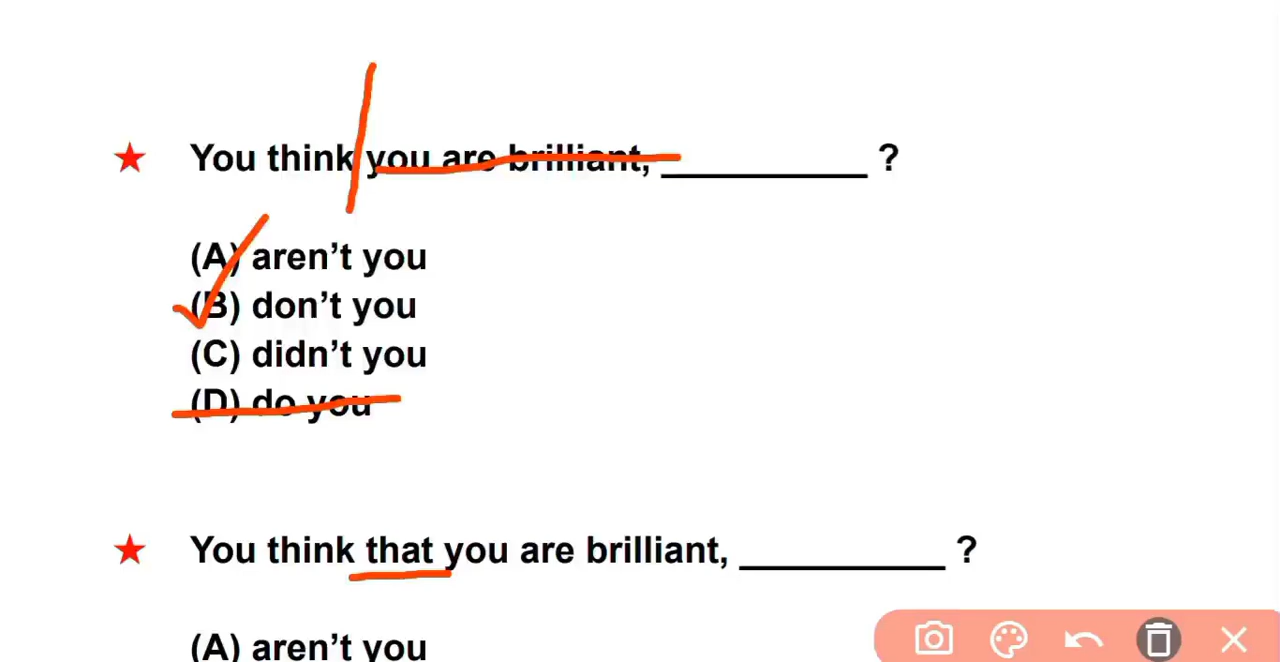 ★ You think you are brilliant, __________ ?
(A) aren’t you
(B) don’t you
(C) didn’t you
(D) do you
★ You think that you are brilliant, __________ ?
(A) aren’t you